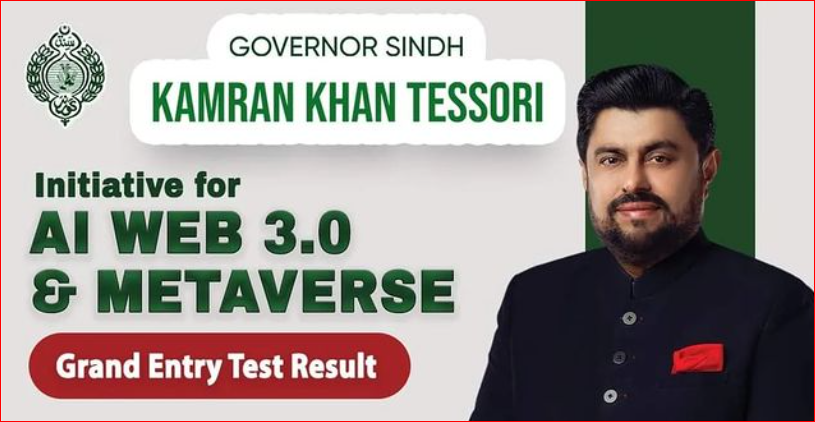 GOVERNOR SINDH
KAMRAN KHAN TESSORI
Initiative for
AI WEB 3.0
& METAVERSE
Grand Entry Test Result